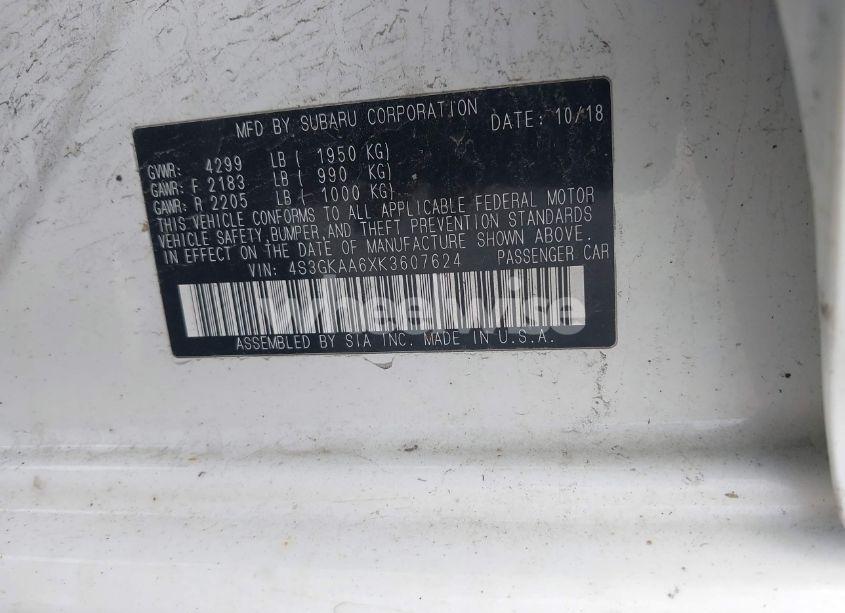 MFD BY SUBARU CORPORATION DATE: 10/18
GVWR: 4299 LB ( 1950 KG)
GAWR: F 2183 LB ( 990 KG)
GAWR: R 2205 LB ( 1000 KG)
THIS VEHICLE CONFORMS TO ALL APPLICABLE FEDERAL MOTOR
VEHICLE SAFETY,BUMPER,AND THEFT PREVENTION STANDARDS
IN EFFECT ON THE DATE OF MANUFACTURE SHOWN ABOVE.
VIN: 4S3GKAA6XK3607624 PASSENGER CAR
wheelwise
ASSEMBLED BY SIA INC. MADE IN U.S.A.